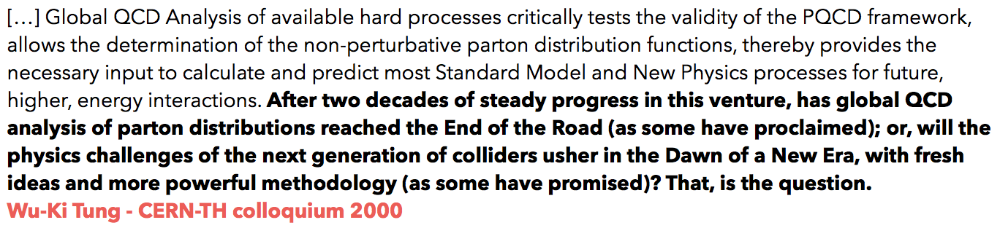 […] Global QCD Analysis of available hard processes critically tests the validity of the PQCD framework,
allows the determination of the non-perturbative parton distribution functions, thereby provides the
necessary input to calculate and predict most Standard Model and New Physics processes for future,
higher, energy interactions. After two decades of steady progress in this venture, has global QCD
analysis of parton distributions reached the End of the Road (as some have proclaimed); or, will the
physics challenges of the next generation of colliders usher in the Dawn of a New Era, with fresh
ideas and more powerful methodology (as some have promised)? That, is the question.
Wu-Ki Tung - CERN-TH colloquium 2000